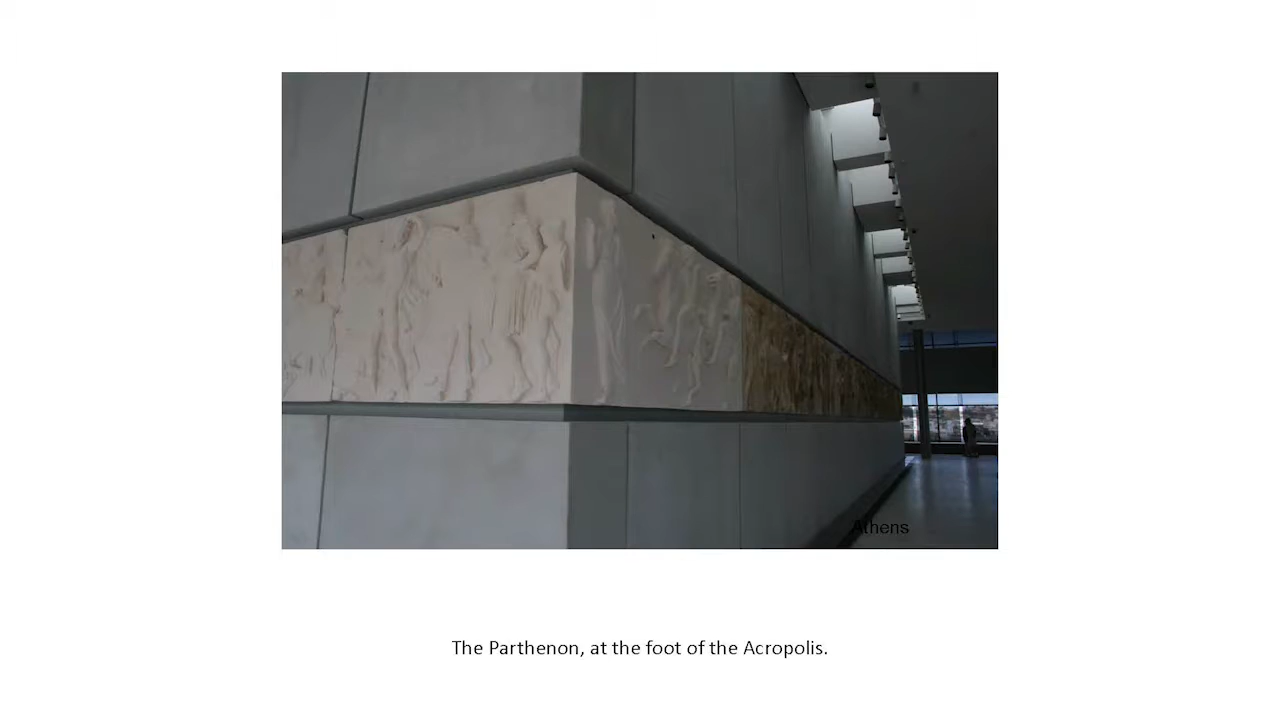 Athens
The Parthenon, at the foot of the Acropolis.